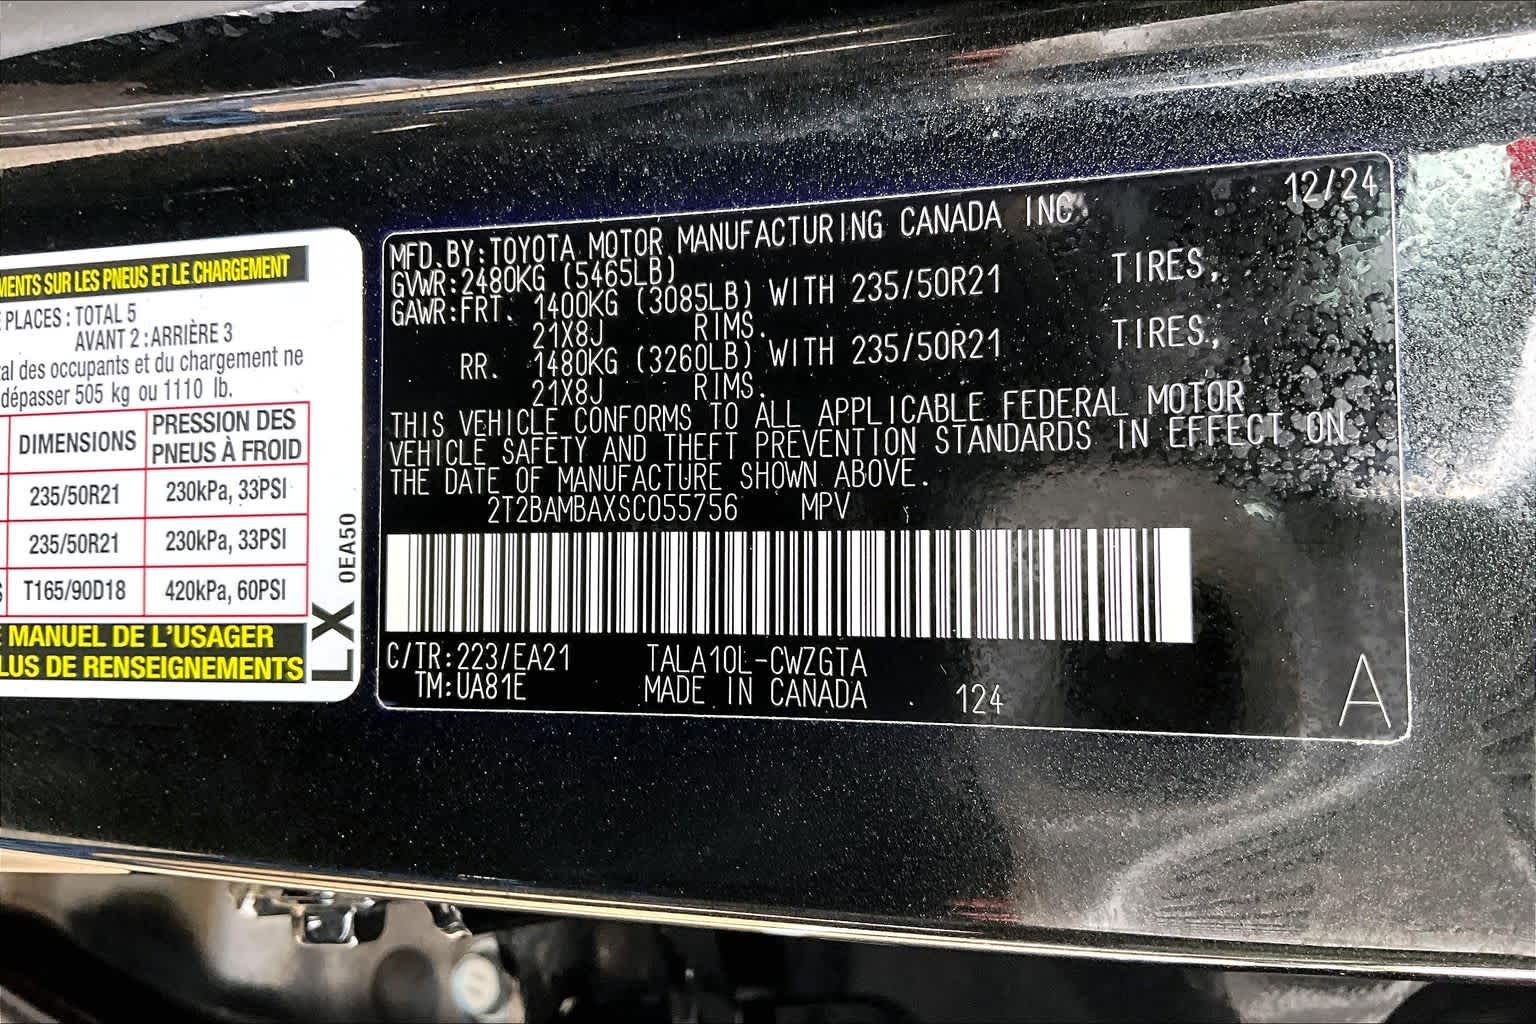 MENTS SUR LES PNEUS ET LE CHARGEMENT
PLACES : TOTAL 5
AVANT 2 : ARRIÈRE 3
tal des occupants et du chargement ne
dépasser 505 kg ou 1110 lb.
DIMENSIONS PRESSION DES PNEUS À FROID
235/50R21 230kPa, 33PSI
235/50R21 230kPa, 33PSI
T165/90D18 420kPa, 60PSI
E MANUEL DE L'USAGER
LUS DE RENSEIGNEMENTS
LX 0EA50
12/24
MFD.BY:TOYOTA MOTOR MANUFACTURING CANADA INC.
GVWR:2480KG (5465LB)
GAWR:FRT. 1400KG (3085LB) WITH 235/50R21 TIRES,
21X8J RIMS.
RR. 1480KG (3260LB) WITH 235/50R21 TIRES,
21X8J RIMS.
THIS VEHICLE CONFORMS TO ALL APPLICABLE FEDERAL MOTOR
VEHICLE SAFETY AND THEFT PREVENTION STANDARDS IN EFFECT ON
THE DATE OF MANUFACTURE SHOWN ABOVE.
2T2BAMBAXSC055756 MPV
C/TR:223/EA21 TALA10L-CWZGTA
TM:UA81E MADE IN CANADA 124
A